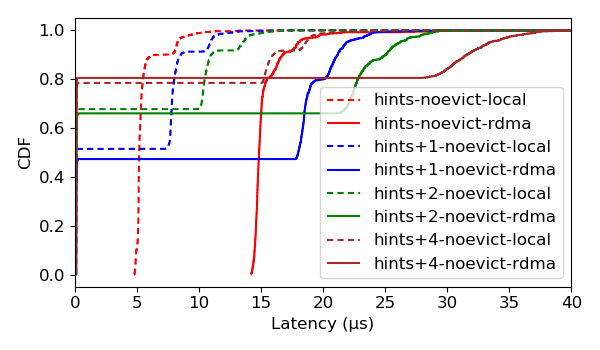 1.0
0.8
0.6
0.4
0.2
0.0
CDF
0
5
10
15
20
25
30
35
40
Latency (µs)
hints-noevict-local
hints-noevict-rdma
hints+1-noevict-local
hints+1-noevict-rdma
hints+2-noevict-local
hints+2-noevict-rdma
hints+4-noevict-local
hints+4-noevict-rdma